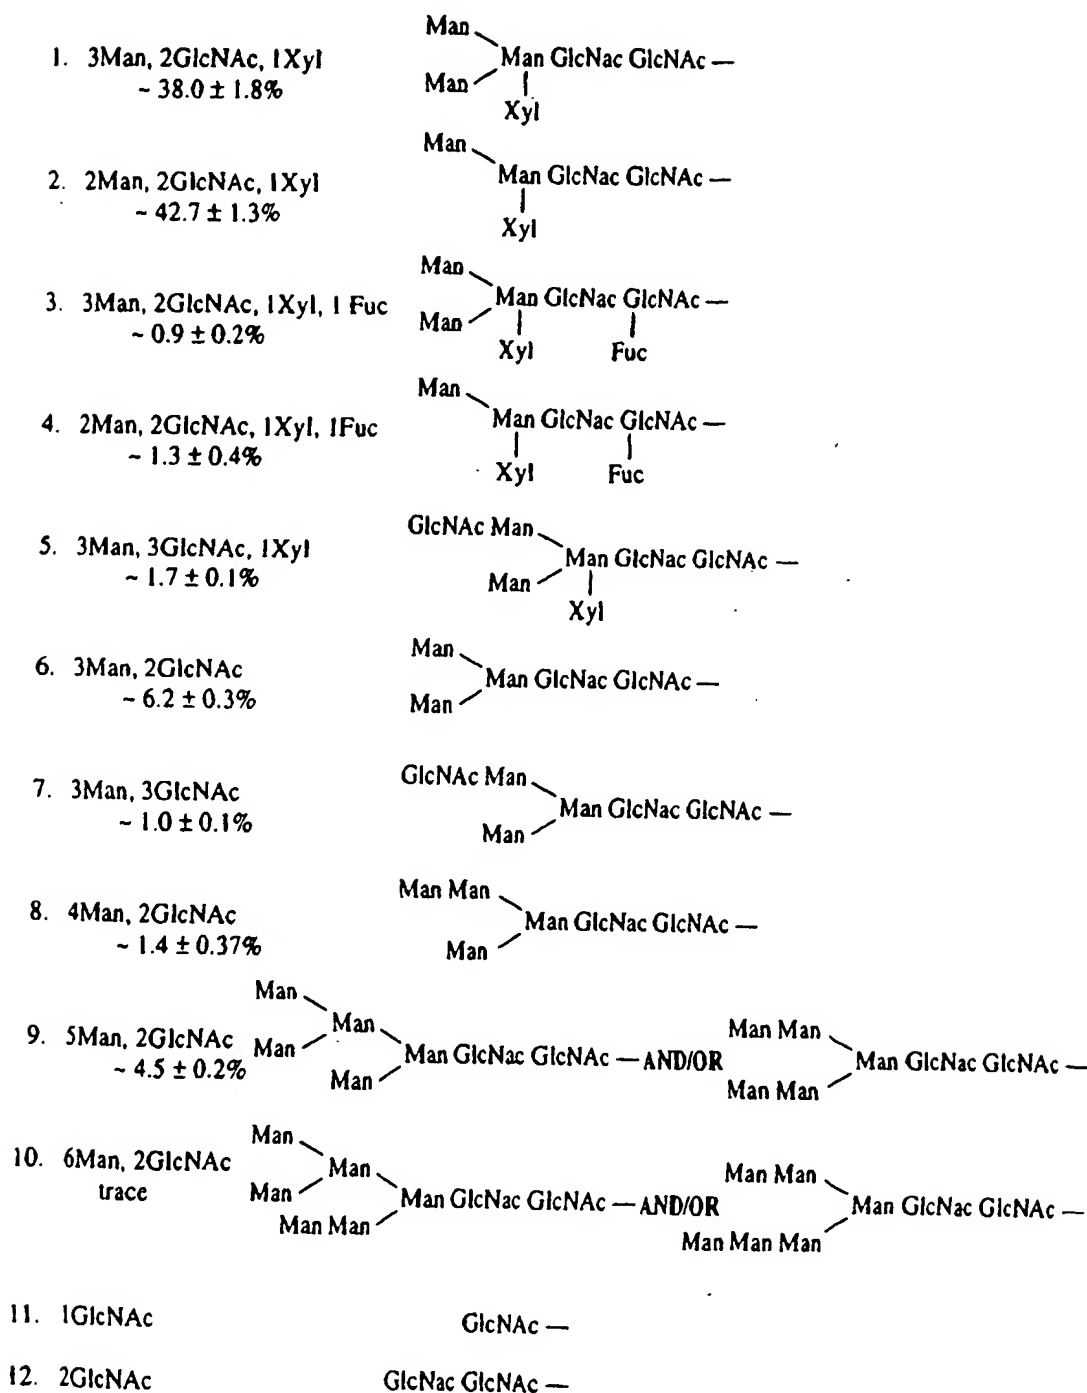 Man
1. 3Man, 2GlcNAc, 1Xyl Man GlcNac GlcNAc —
~ 38.0 ± 1.8% Man
Xyl
Man
2. 2Man, 2GlcNAc, 1Xyl Man GlcNac GlcNAc —
~ 42.7 ± 1.3%
Xyl
Man
3. 3Man, 2GlcNAc, 1Xyl, 1 Fuc Man GlcNac GlcNAc —
~ 0.9 ± 0.2% Man
Xyl Fuc
Man
4. 2Man, 2GlcNAc, 1Xyl, 1Fuc Man GlcNac GlcNAc —
~ 1.3 ± 0.4%
Xyl Fuc
GlcNAc Man
5. 3Man, 3GlcNAc, 1Xyl Man GlcNac GlcNAc —
~ 1.7 ± 0.1% Man
Xyl
Man
6. 3Man, 2GlcNAc Man GlcNac GlcNAc —
~ 6.2 ± 0.3% Man
GlcNAc Man
7. 3Man, 3GlcNAc Man GlcNac GlcNAc —
~ 1.0 ± 0.1% Man
Man Man
8. 4Man, 2GlcNAc Man GlcNac GlcNAc —
~ 1.4 ± 0.37% Man
Man
Man Man Man
9. 5Man, 2GlcNAc Man Man GlcNac GlcNAc — AND/OR Man GlcNac GlcNAc —
~ 4.5 ± 0.2% Man Man Man
Man
10. 6Man, 2GlcNAc Man Man Man
trace Man Man GlcNac GlcNAc — AND/OR Man GlcNac GlcNAc —
Man Man Man Man Man
11. 1GlcNAc GlcNAc —
12. 2GlcNAc GlcNac GlcNAc —